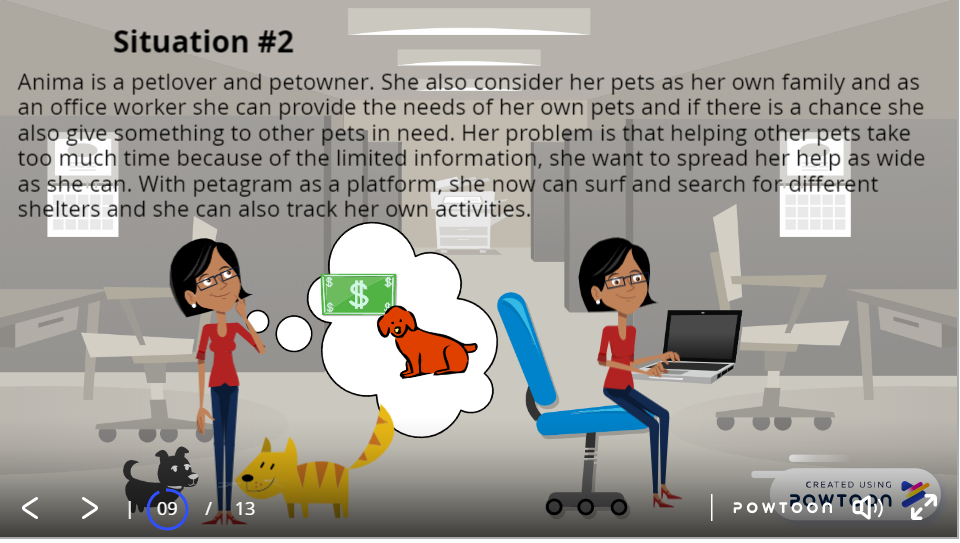 Situation #2
Anima is a petlover and petowner. She also consider her pets as her own family and as
an office worker she can provide the needs of her own pets and if there is a chance she
also give something to other pets in need. Her problem is that helping other pets take
too much time because of the limited information, she want to spread her help as wide
as she can. With petagram as a platform, she now can surf and search for different
shelters and she can also track her own activities.
$ $
$
$ $
CREATED USING
POWTOON
09 / 13
POWTOON